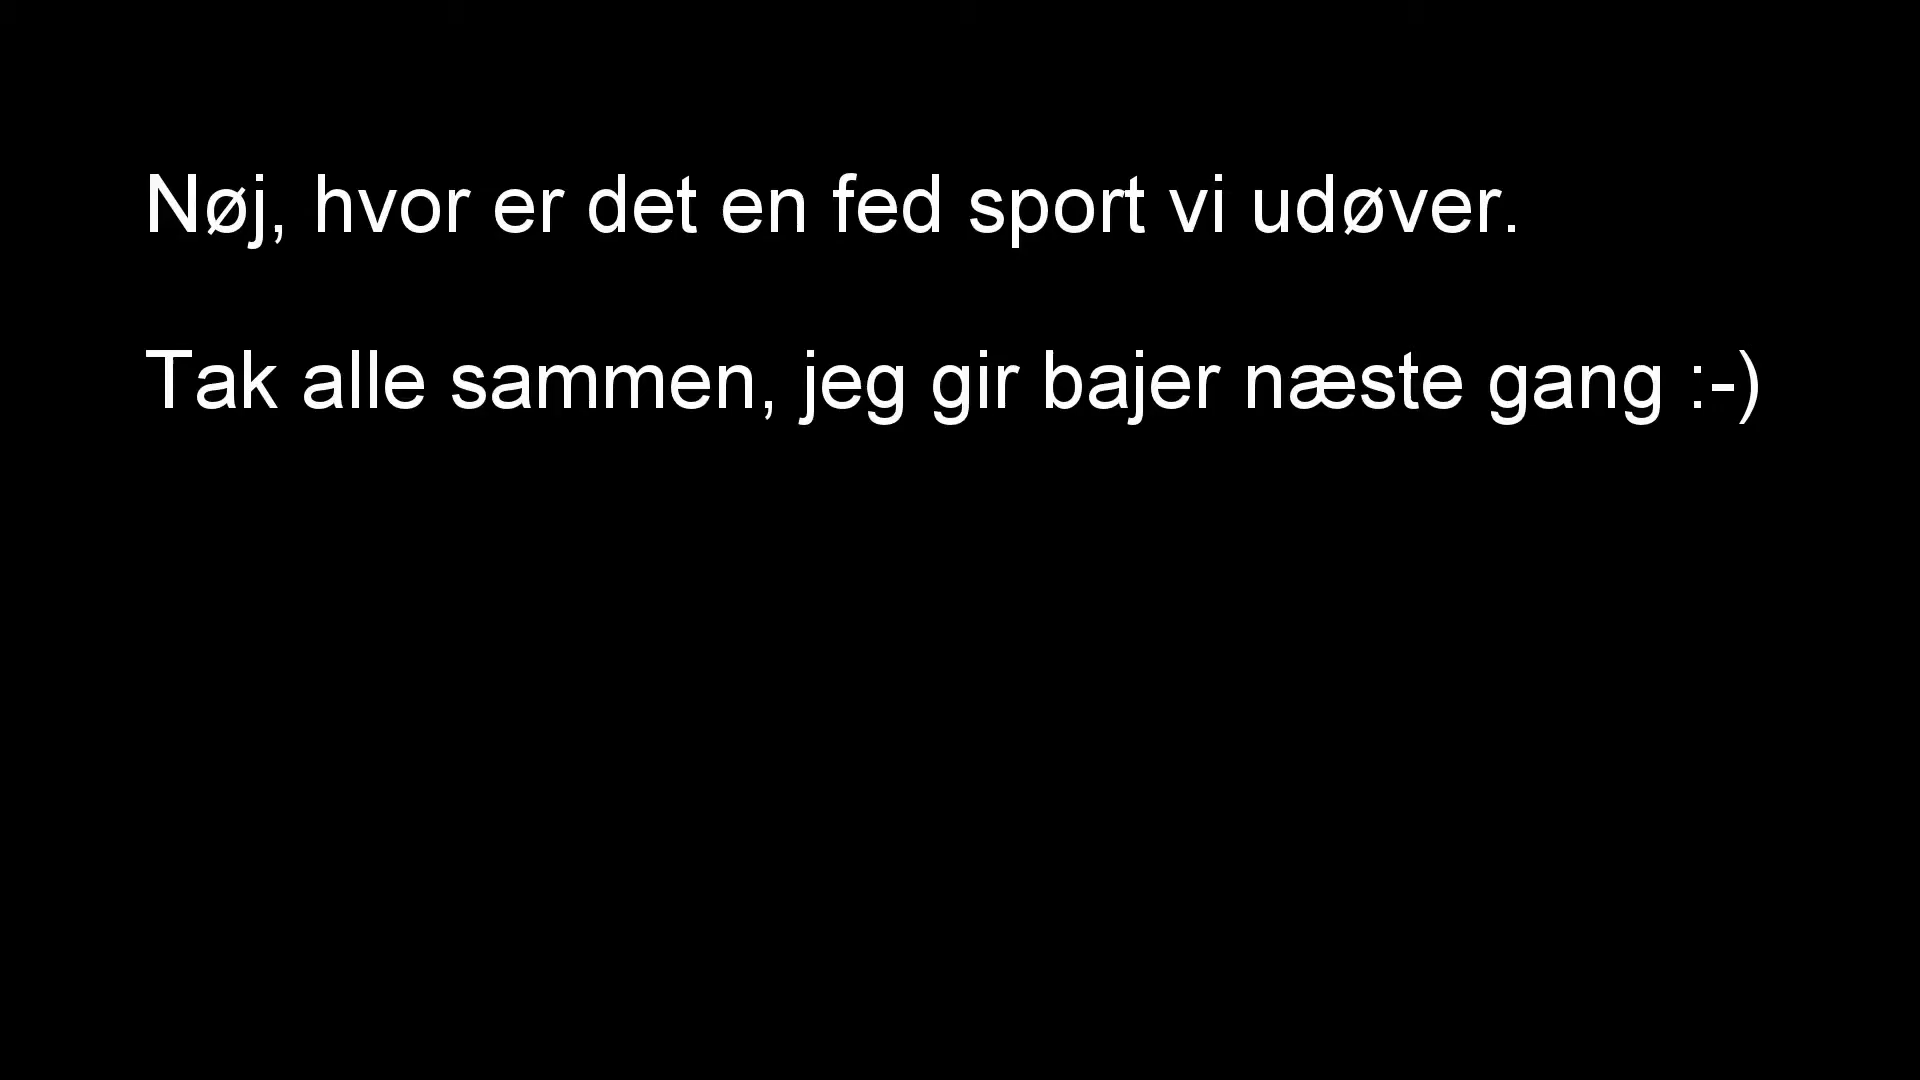 Nøj, hvor er det en fed sport vi udøver.
Tak alle sammen, jeg gir bajer næste gang :-)